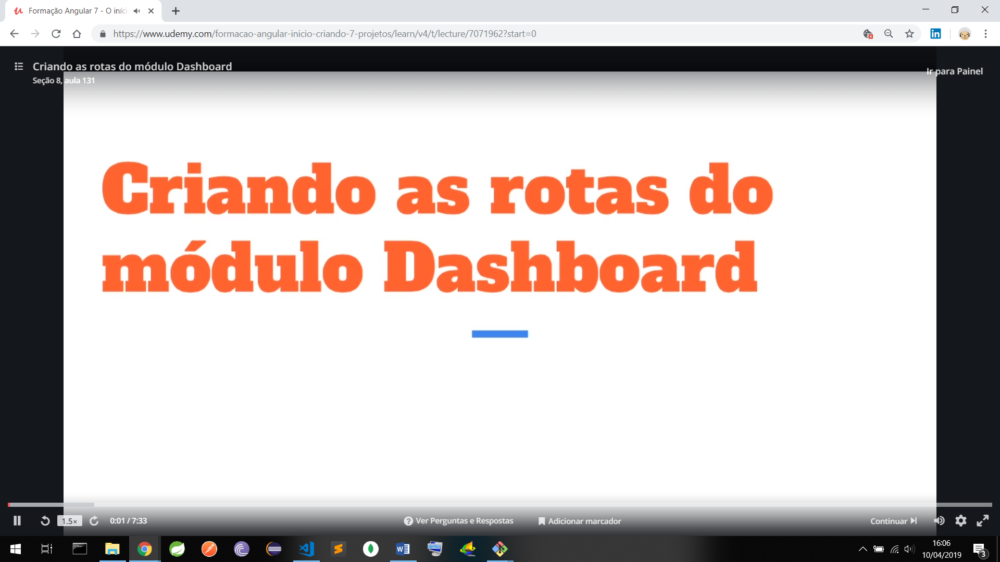 Formação Angular 7 - O iníci
https://www.udemy.com/formacao-angular-inicio-criando-7-projetos/learn/v4/t/lecture/7071962?start=0
Criando as rotas do módulo Dashboard
Seção 8, aula 131
Ir para Painel
Criando as rotas do
módulo Dashboard
1.5×
0:01 / 7:33
Ver Perguntas e Respostas
Adicionar marcador
Continuar
16:06
10/04/2019
3